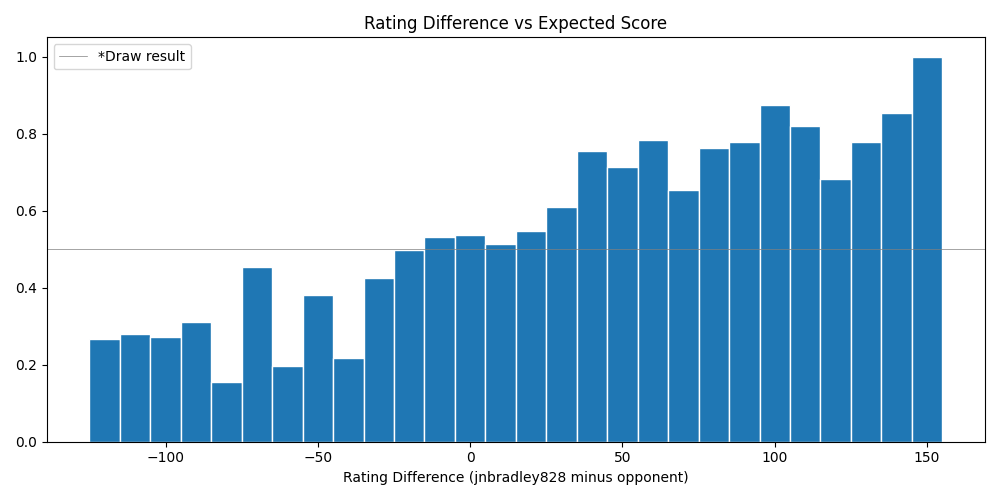 Rating Difference vs Expected Score
*Draw result
1.0
0.8
0.6
0.4
0.2
0.0
−100 −50 0 50 100 150
Rating Difference (jnbradley828 minus opponent)